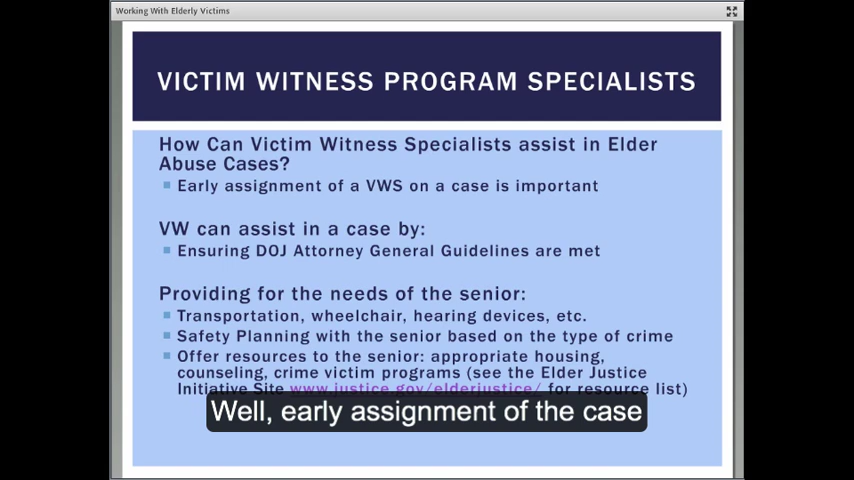 Working With Elderly Victims
VICTIM WITNESS PROGRAM SPECIALISTS
How Can Victim Witness Specialists assist in Elder
Abuse Cases?
Early assignment of a VWS on a case is important
VW can assist in a case by:
Ensuring DOJ Attorney General Guidelines are met
Providing for the needs of the senior:
Transportation, wheelchair, hearing devices, etc.
Safety Planning with the senior based on the type of crime
Offer resources to the senior: appropriate housing,
counseling, crime victim programs (see the Elder Justice
Initiative Site www.justice.gov/elderjustice/ for resource list)
Well, early assignment of the case